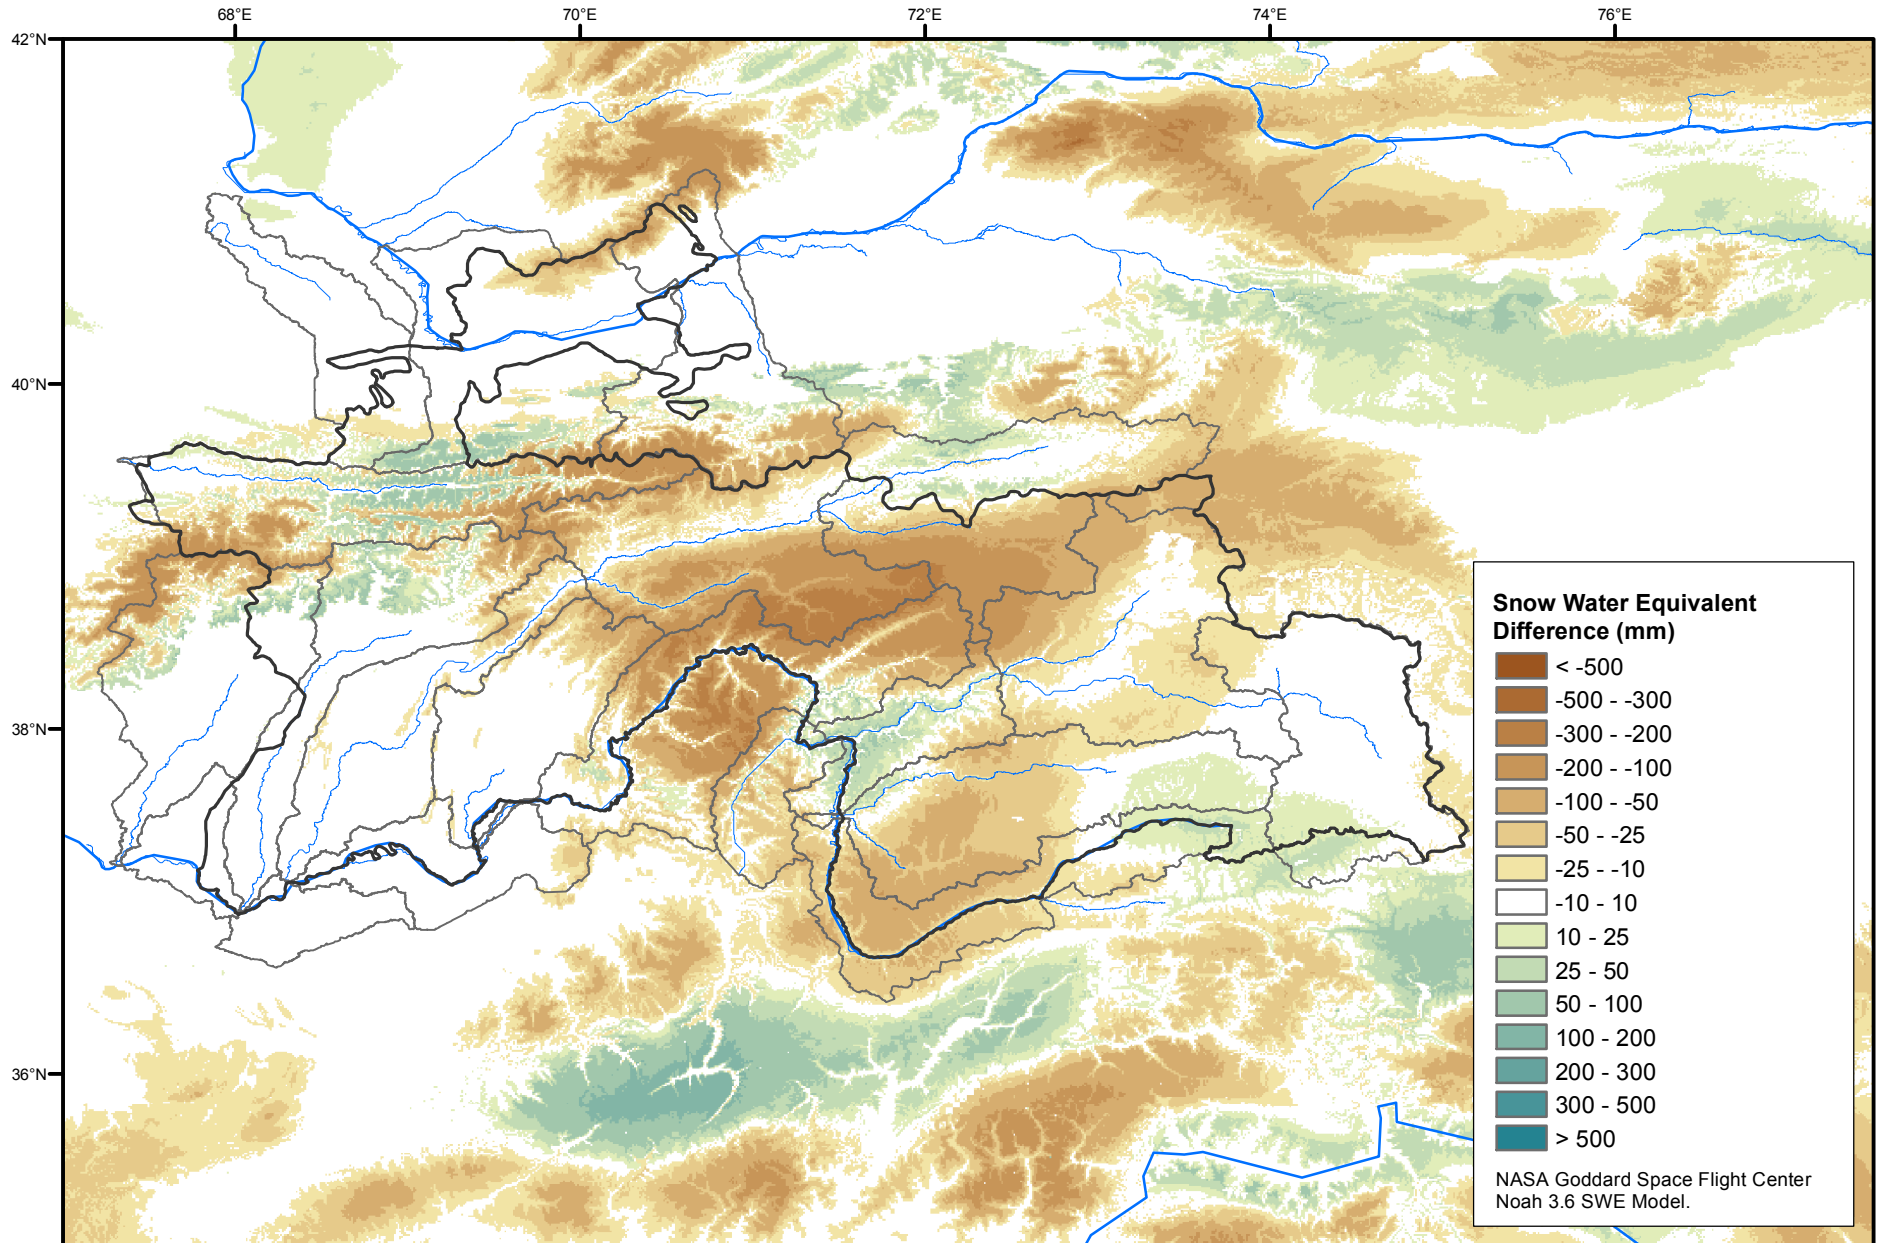 68°E
70°E
72°E
74°E
76°E
42°N
40°N
38°N
36°N
Snow Water Equivalent
Difference (mm)
< -500
-500 - -300
-300 - -200
-200 - -100
-100 - -50
-50 - -25
-25 - -10
-10 - 10
10 - 25
25 - 50
50 - 100
100 - 200
200 - 300
300 - 500
> 500
NASA Goddard Space Flight Center
Noah 3.6 SWE Model.